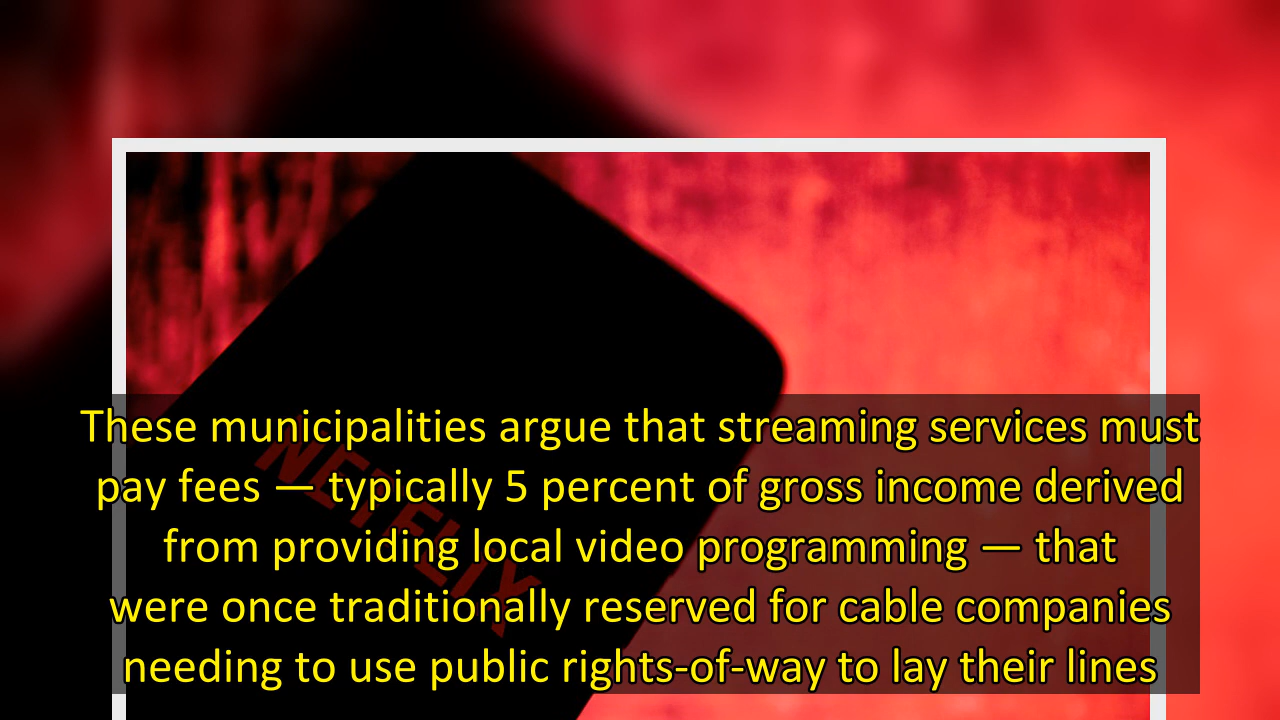 NETFLIX
These municipalities argue that streaming services must
pay fees — typically 5 percent of gross income derived
from providing local video programming — that
were once traditionally reserved for cable companies
needing to use public rights-of-way to lay their lines